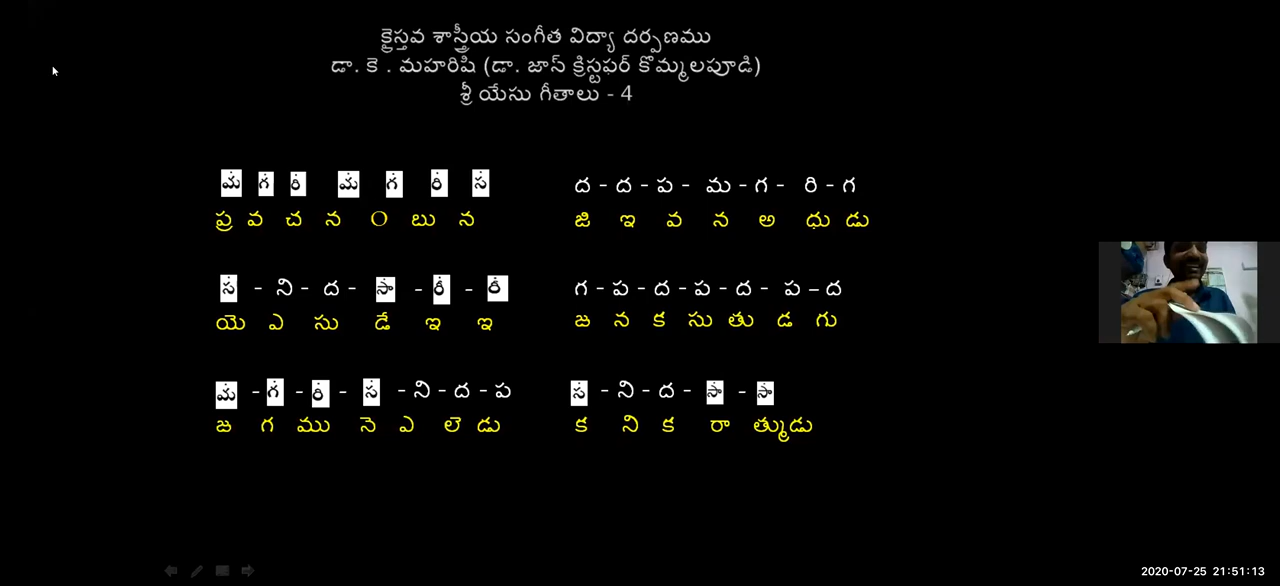 క్రైస్తవ శాస్త్రీయ సంగీత విద్యా దర్పణము
డా. కె . మహరిషి (డా. జాస్ క్రిస్టఫర్ కొమ్మలపూడి)
శ్రీ యేసు గీతాలు - 4
మ గ రి మ గ రి స ద - ద - ప - మ - గ - రి - గ
ప్ర వ చ న ం బు న జి ఇ వ న అ ధు డు
స - ని - ద - సా - రీ - రీ గ - ప - ద - ప - ద - ప – ద
యె ఎ సు డే ఇ ఇ జ న క సు తు డ గు
మ - గ - రి - స - ని - ద - ప స - ని - ద - సా - సా
జ గ ము నె ఎ లె డు క ని క రా త్ముడు
2020-07-25 21:51:13